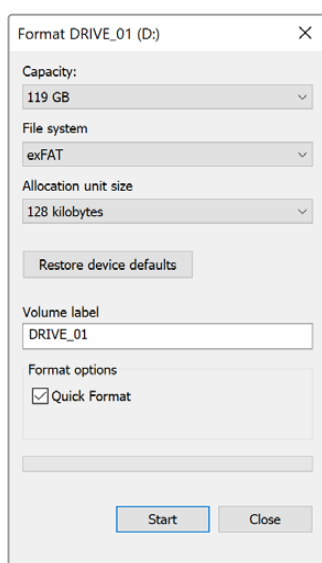 Format DRIVE_01 (D:)
Capacity:
119 GB
File system
exFAT
Allocation unit size
128 kilobytes
Restore device defaults
Volume label
DRIVE_01
Format options
Quick Format
Start Close